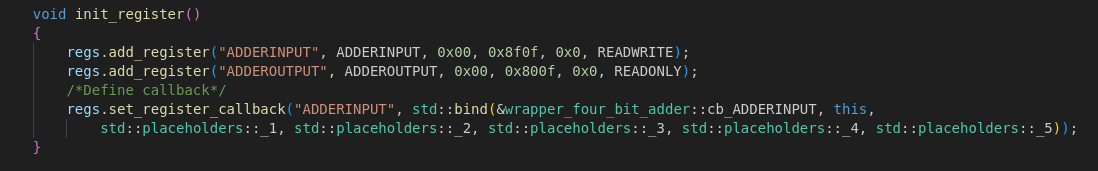 void init_register()
{
    regs.add_register("ADDERINPUT", ADDERINPUT, 0x00, 0x8f0f, 0x0, READWRITE);
    regs.add_register("ADDEROUTPUT", ADDEROUTPUT, 0x00, 0x800f, 0x0, READONLY);
    /*Define callback*/
    regs.set_register_callback("ADDERINPUT", std::bind(&wrapper_four_bit_adder::cb_ADDERINPUT, this,
        std::placeholders::_1, std::placeholders::_2, std::placeholders::_3, std::placeholders::_4, std::placeholders::_5));
}